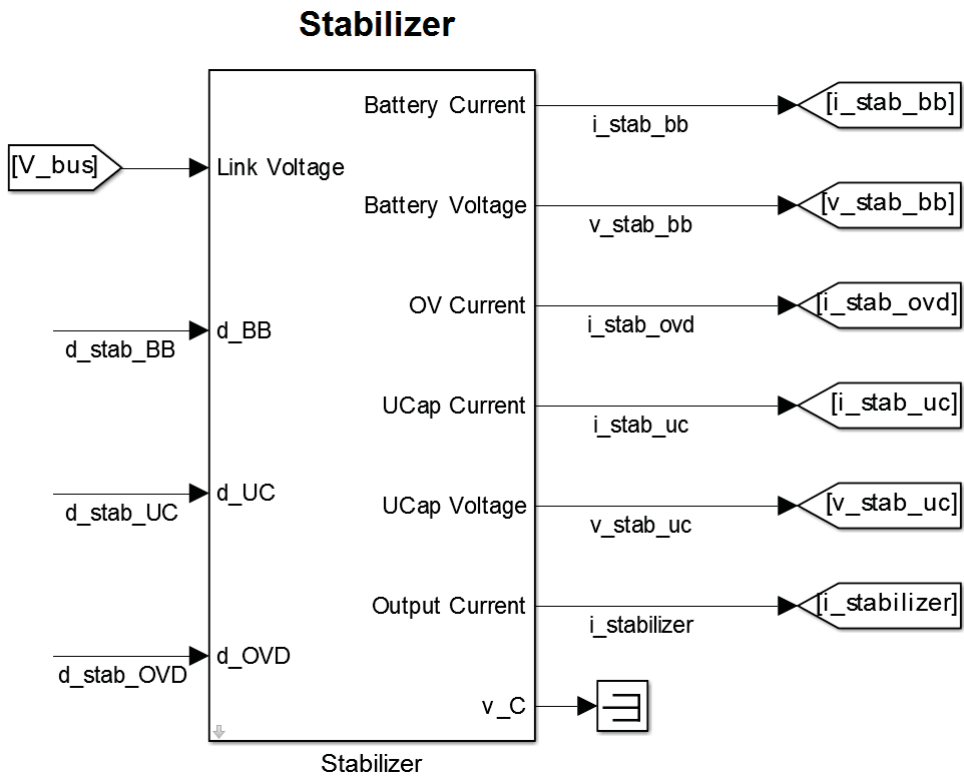 Stabilizer
Battery Current
i_stab_bb
[i_stab_bb]
[V_bus]
Link Voltage
Battery Voltage
v_stab_bb
[v_stab_bb]
OV Current
i_stab_ovd
[i_stab_ovd]
d_stab_BB
d_BB
UCap Current
i_stab_uc
[i_stab_uc]
d_stab_UC
d_UC
UCap Voltage
v_stab_uc
[v_stab_uc]
Output Current
i_stabilizer
[i_stabilizer]
d_stab_OVD
d_OVD
v_C
Stabilizer